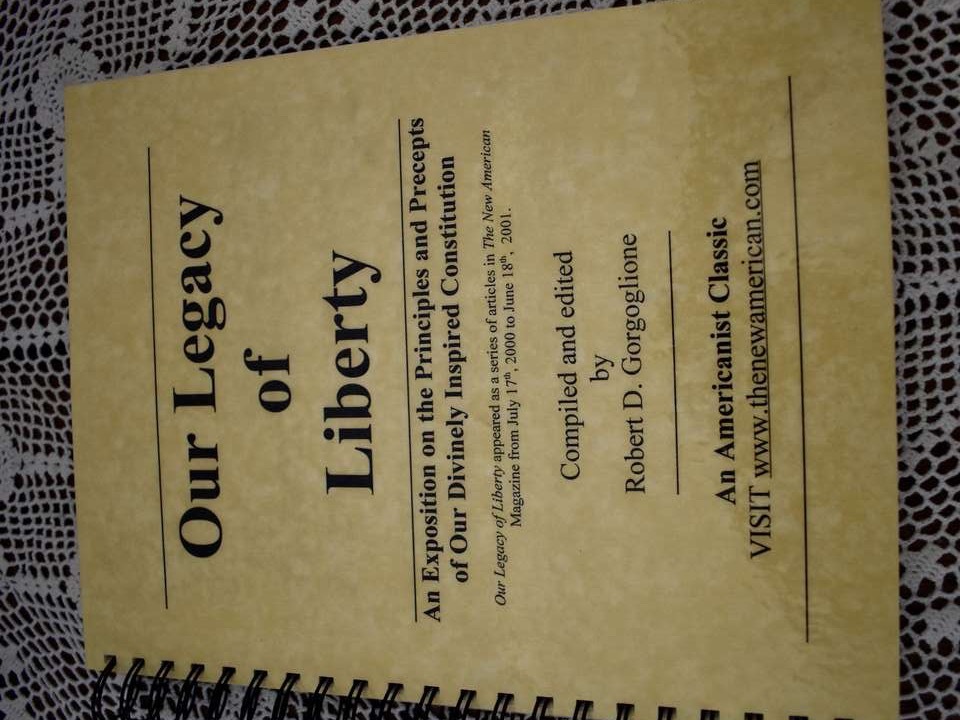 Our Legacy
of
Liberty
An Exposition on the Principles and Precepts
of Our Divinely Inspired Constitution
Our Legacy of Liberty appeared as a series of articles in The New American
Magazine from July 17th, 2000 to June 18th, 2001.
Compiled and edited
by
Robert D. Gorgoglione
An Americanist Classic
VISIT www.thenewamerican.com